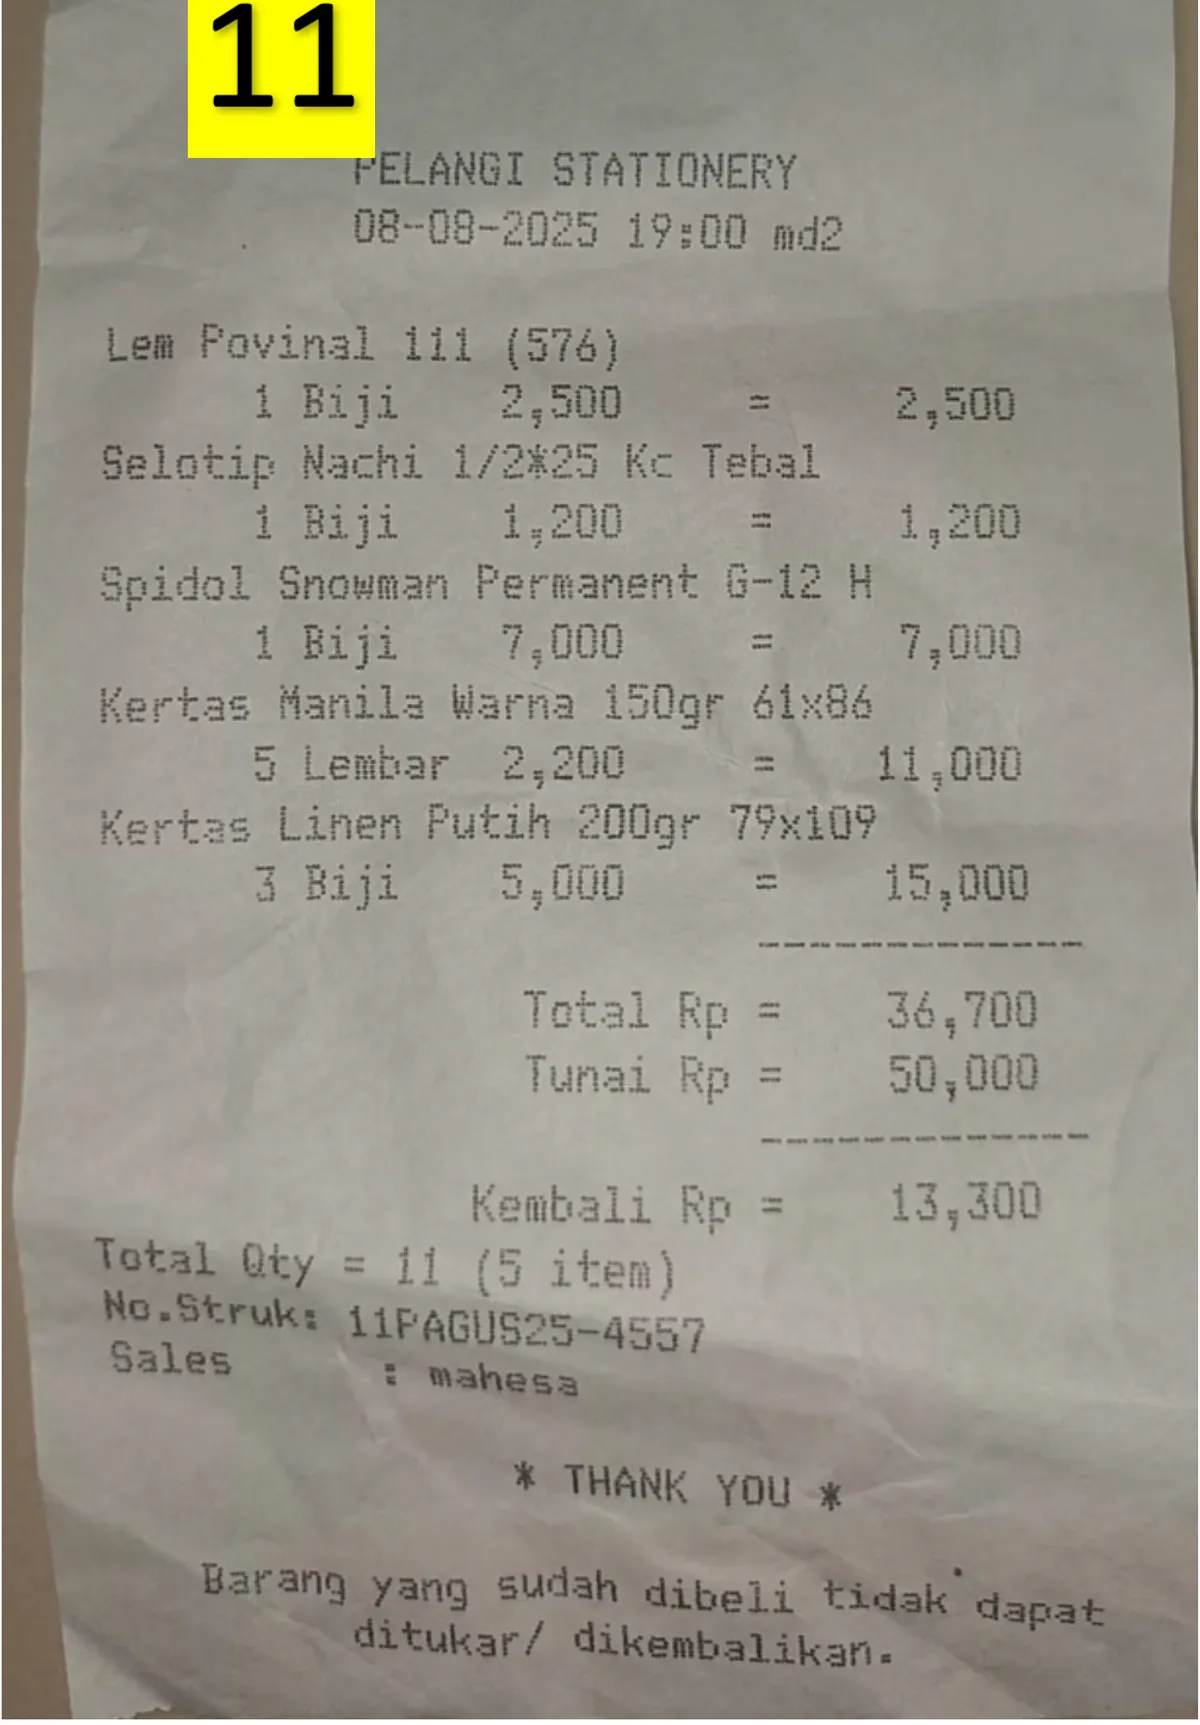 11
PELANGI STATIONERY
08-08-2025 19:00 md2
Lem Povinal 111 (576)
1 Biji 2,500 = 2,500
Selotip Nachi 1/2*25 Kc Tebal
1 Biji 1,200 = 1,200
Spidol Snowman Permanent G-12 H
1 Biji 7,000 = 7,000
Kertas Manila Warna 150gr 61x86
5 Lembar 2,200 = 11,000
Kertas Linen Putih 200gr 79x109
3 Biji 5,000 = 15,000
Total Rp = 36,700
Tunai Rp = 50,000
Kembali Rp = 13,300
Total Qty = 11 (5 item)
No.Struk: 11PAGUS25-4557
Sales : mahesa
* THANK YOU *
Barang yang sudah dibeli tidak dapat
ditukar/ dikembalikan.